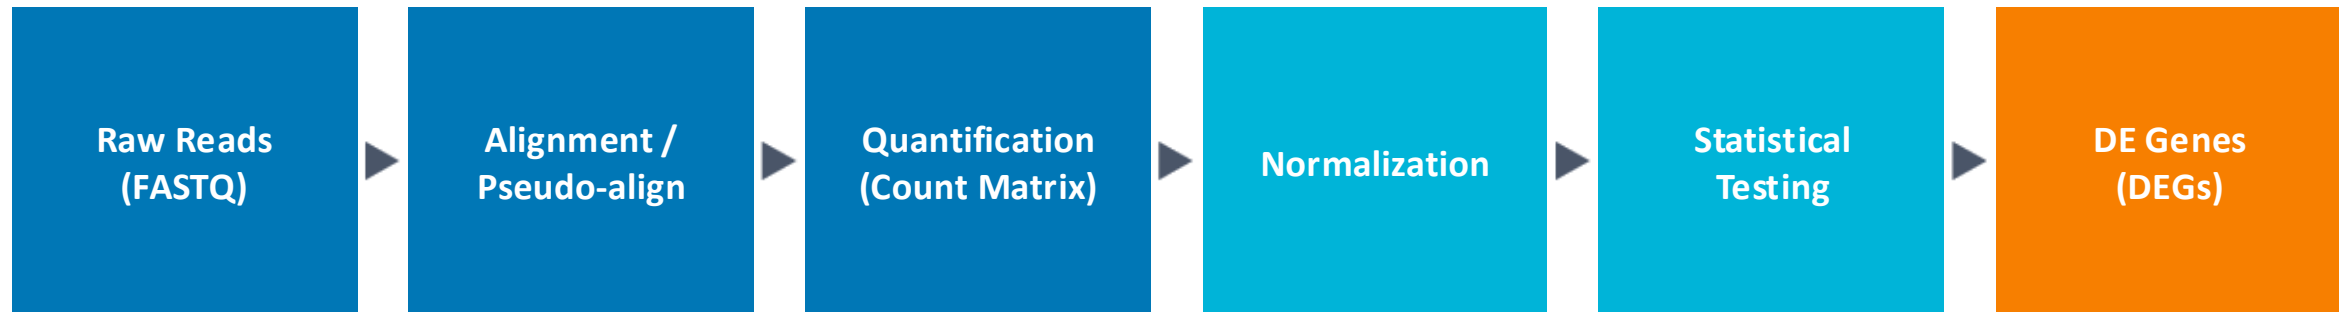 Raw Reads
(FASTQ)
Alignment /
Pseudo-align
Quantification
(Count Matrix)
Normalization
Statistical
Testing
DE Genes
(DEGs)